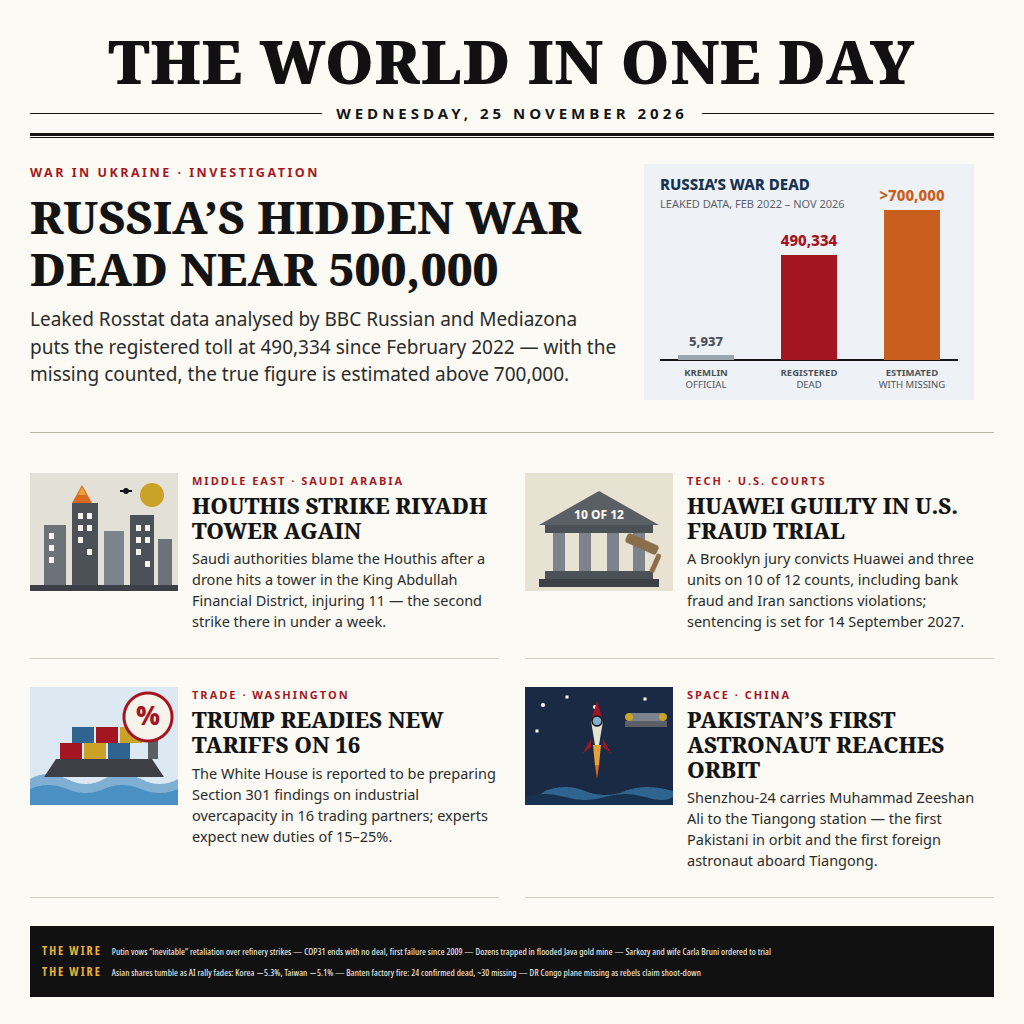 THE WORLD IN ONE DAY
WEDNESDAY, 25 NOVEMBER 2026
WAR IN UKRAINE · INVESTIGATION
RUSSIA’S HIDDEN WAR
DEAD NEAR 500,000
Leaked Rosstat data analysed by BBC Russian and Mediazona
puts the registered toll at 490,334 since February 2022 — with the
missing counted, the true figure is estimated above 700,000.
RUSSIA’S WAR DEAD
LEAKED DATA, FEB 2022 – NOV 2026
>700,000
490,334
5,937
KREMLIN
OFFICIAL
REGISTERED
DEAD
ESTIMATED
WITH MISSING
MIDDLE EAST · SAUDI ARABIA
HOUTHIS STRIKE RIYADH
TOWER AGAIN
Saudi authorities blame the Houthis after a
drone hits a tower in the King Abdullah
Financial District, injuring 11 — the second
strike there in under a week.
10 OF 12
TECH · U.S. COURTS
HUAWEI GUILTY IN U.S.
FRAUD TRIAL
A Brooklyn jury convicts Huawei and three
units on 10 of 12 counts, including bank
fraud and Iran sanctions violations;
sentencing is set for 14 September 2027.
%
TRADE · WASHINGTON
TRUMP READIES NEW
TARIFFS ON 16
The White House is reported to be preparing
Section 301 findings on industrial
overcapacity in 16 trading partners; experts
expect new duties of 15–25%.
SPACE · CHINA
PAKISTAN’S FIRST
ASTRONAUT REACHES
ORBIT
Shenzhou-24 carries Muhammad Zeeshan
Ali to the Tiangong station — the first
Pakistani in orbit and the first foreign
astronaut aboard Tiangong.
THE WIRE Putin vows “inevitable” retaliation over refinery strikes — COP31 ends with no deal, first failure since 2009 — Dozens trapped in flooded Java gold mine — Sarkozy and wife Carla Bruni ordered to trial
THE WIRE Asian shares tumble as AI rally fades: Korea −5.3%, Taiwan −5.1% — Banten factory fire: 24 confirmed dead, ~30 missing — DR Congo plane missing as rebels claim shoot-down